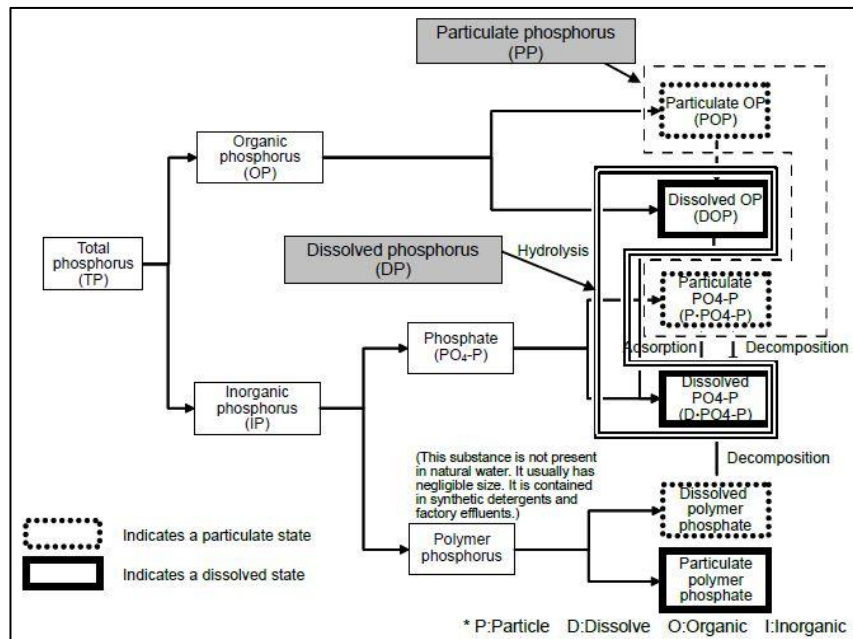 Particulate phosphorus
(PP)
Particulate OP
(POP)
Organic
phosphorus
(OP)
Dissolved OP
(DOP)
Total
phosphorus
(TP)
Dissolved phosphorus
(DP)
Hydrolysis
Particulate
PO4-P
(P·PO4-P)
Phosphate
(PO₄-P)
Adsorption
Decomposition
Inorganic
phosphorus
(IP)
Dissolved
PO4-P
(D·PO4-P)
(This substance is not present
in natural water. It usually has
negligible size. It is contained
in synthetic detergents and
factory effluents.)
Decomposition
Dissolved
polymer
phosphate
Indicates a particulate state
Polymer
phosphorus
Indicates a dissolved state
Particulate
polymer
phosphate
* P:Particle D:Dissolve O:Organic I:Inorganic